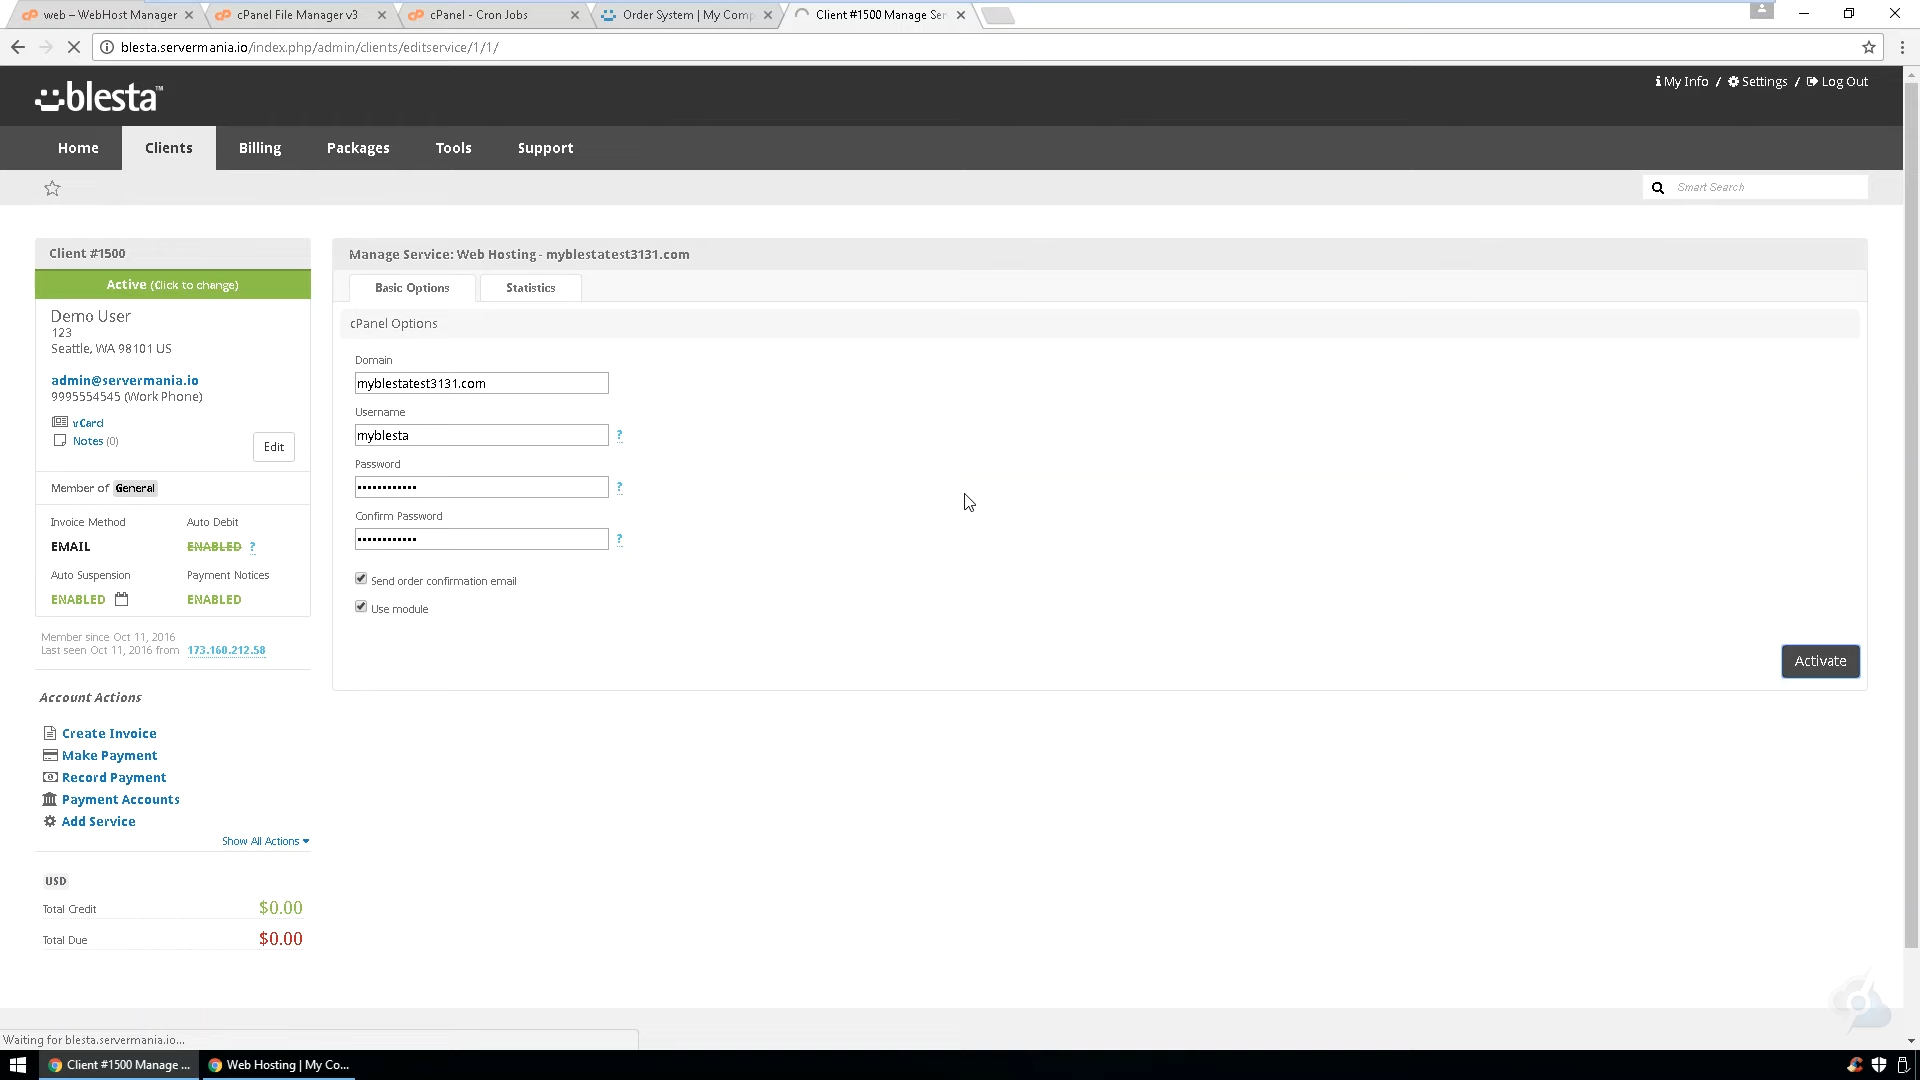 web – WebHost Manager
cPanel File Manager v3
cPanel - Cron Jobs
Order System | My Comp
Client #1500 Manage Ser
blesta.servermania.io/index.php/admin/clients/editservice/1/1/
blesta™
My Info / Settings / Log Out
Home
Clients
Billing
Packages
Tools
Support
Smart Search
Client #1500
Active (Click to change)
Demo User
123
Seattle, WA 98101 US
admin@servermania.io
9995554545 (Work Phone)
vCard
Notes (0)
Edit
Member of General
Invoice Method
Auto Debit
EMAIL
ENABLED ?
Auto Suspension
Payment Notices
ENABLED
ENABLED
Member since Oct 11, 2016
Last seen Oct 11, 2016 from 173.160.212.58
Account Actions
Create Invoice
Make Payment
Record Payment
Payment Accounts
Add Service
Show All Actions
USD
Total Credit
$0.00
Total Due
$0.00
Manage Service: Web Hosting - myblestatest3131.com
Basic Options
Statistics
cPanel Options
Domain
myblestatest3131.com
Username
myblesta
?
Password
••••••••••••
?
Confirm Password
••••••••••••
?
Send order confirmation email
Use module
Activate
Waiting for blesta.servermania.io...
Client #1500 Manage ...
Web Hosting | My Co...